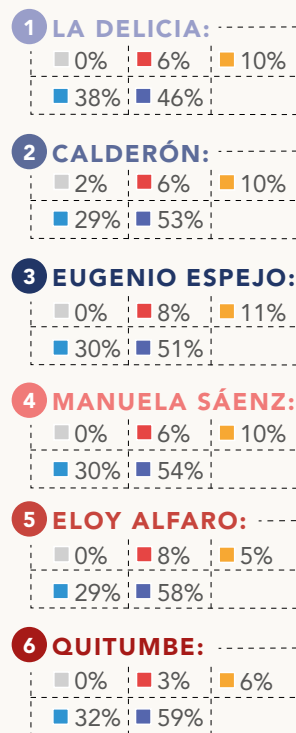 1 LA DELICIA:
0% 6% 10%
38% 46%
2 CALDERÓN:
2% 6% 10%
29% 53%
3 EUGENIO ESPEJO:
0% 8% 11%
30% 51%
4 MANUELA SÁENZ:
0% 6% 10%
30% 54%
5 ELOY ALFARO:
0% 8% 5%
29% 58%
6 QUITUMBE:
0% 3% 6%
32% 59%